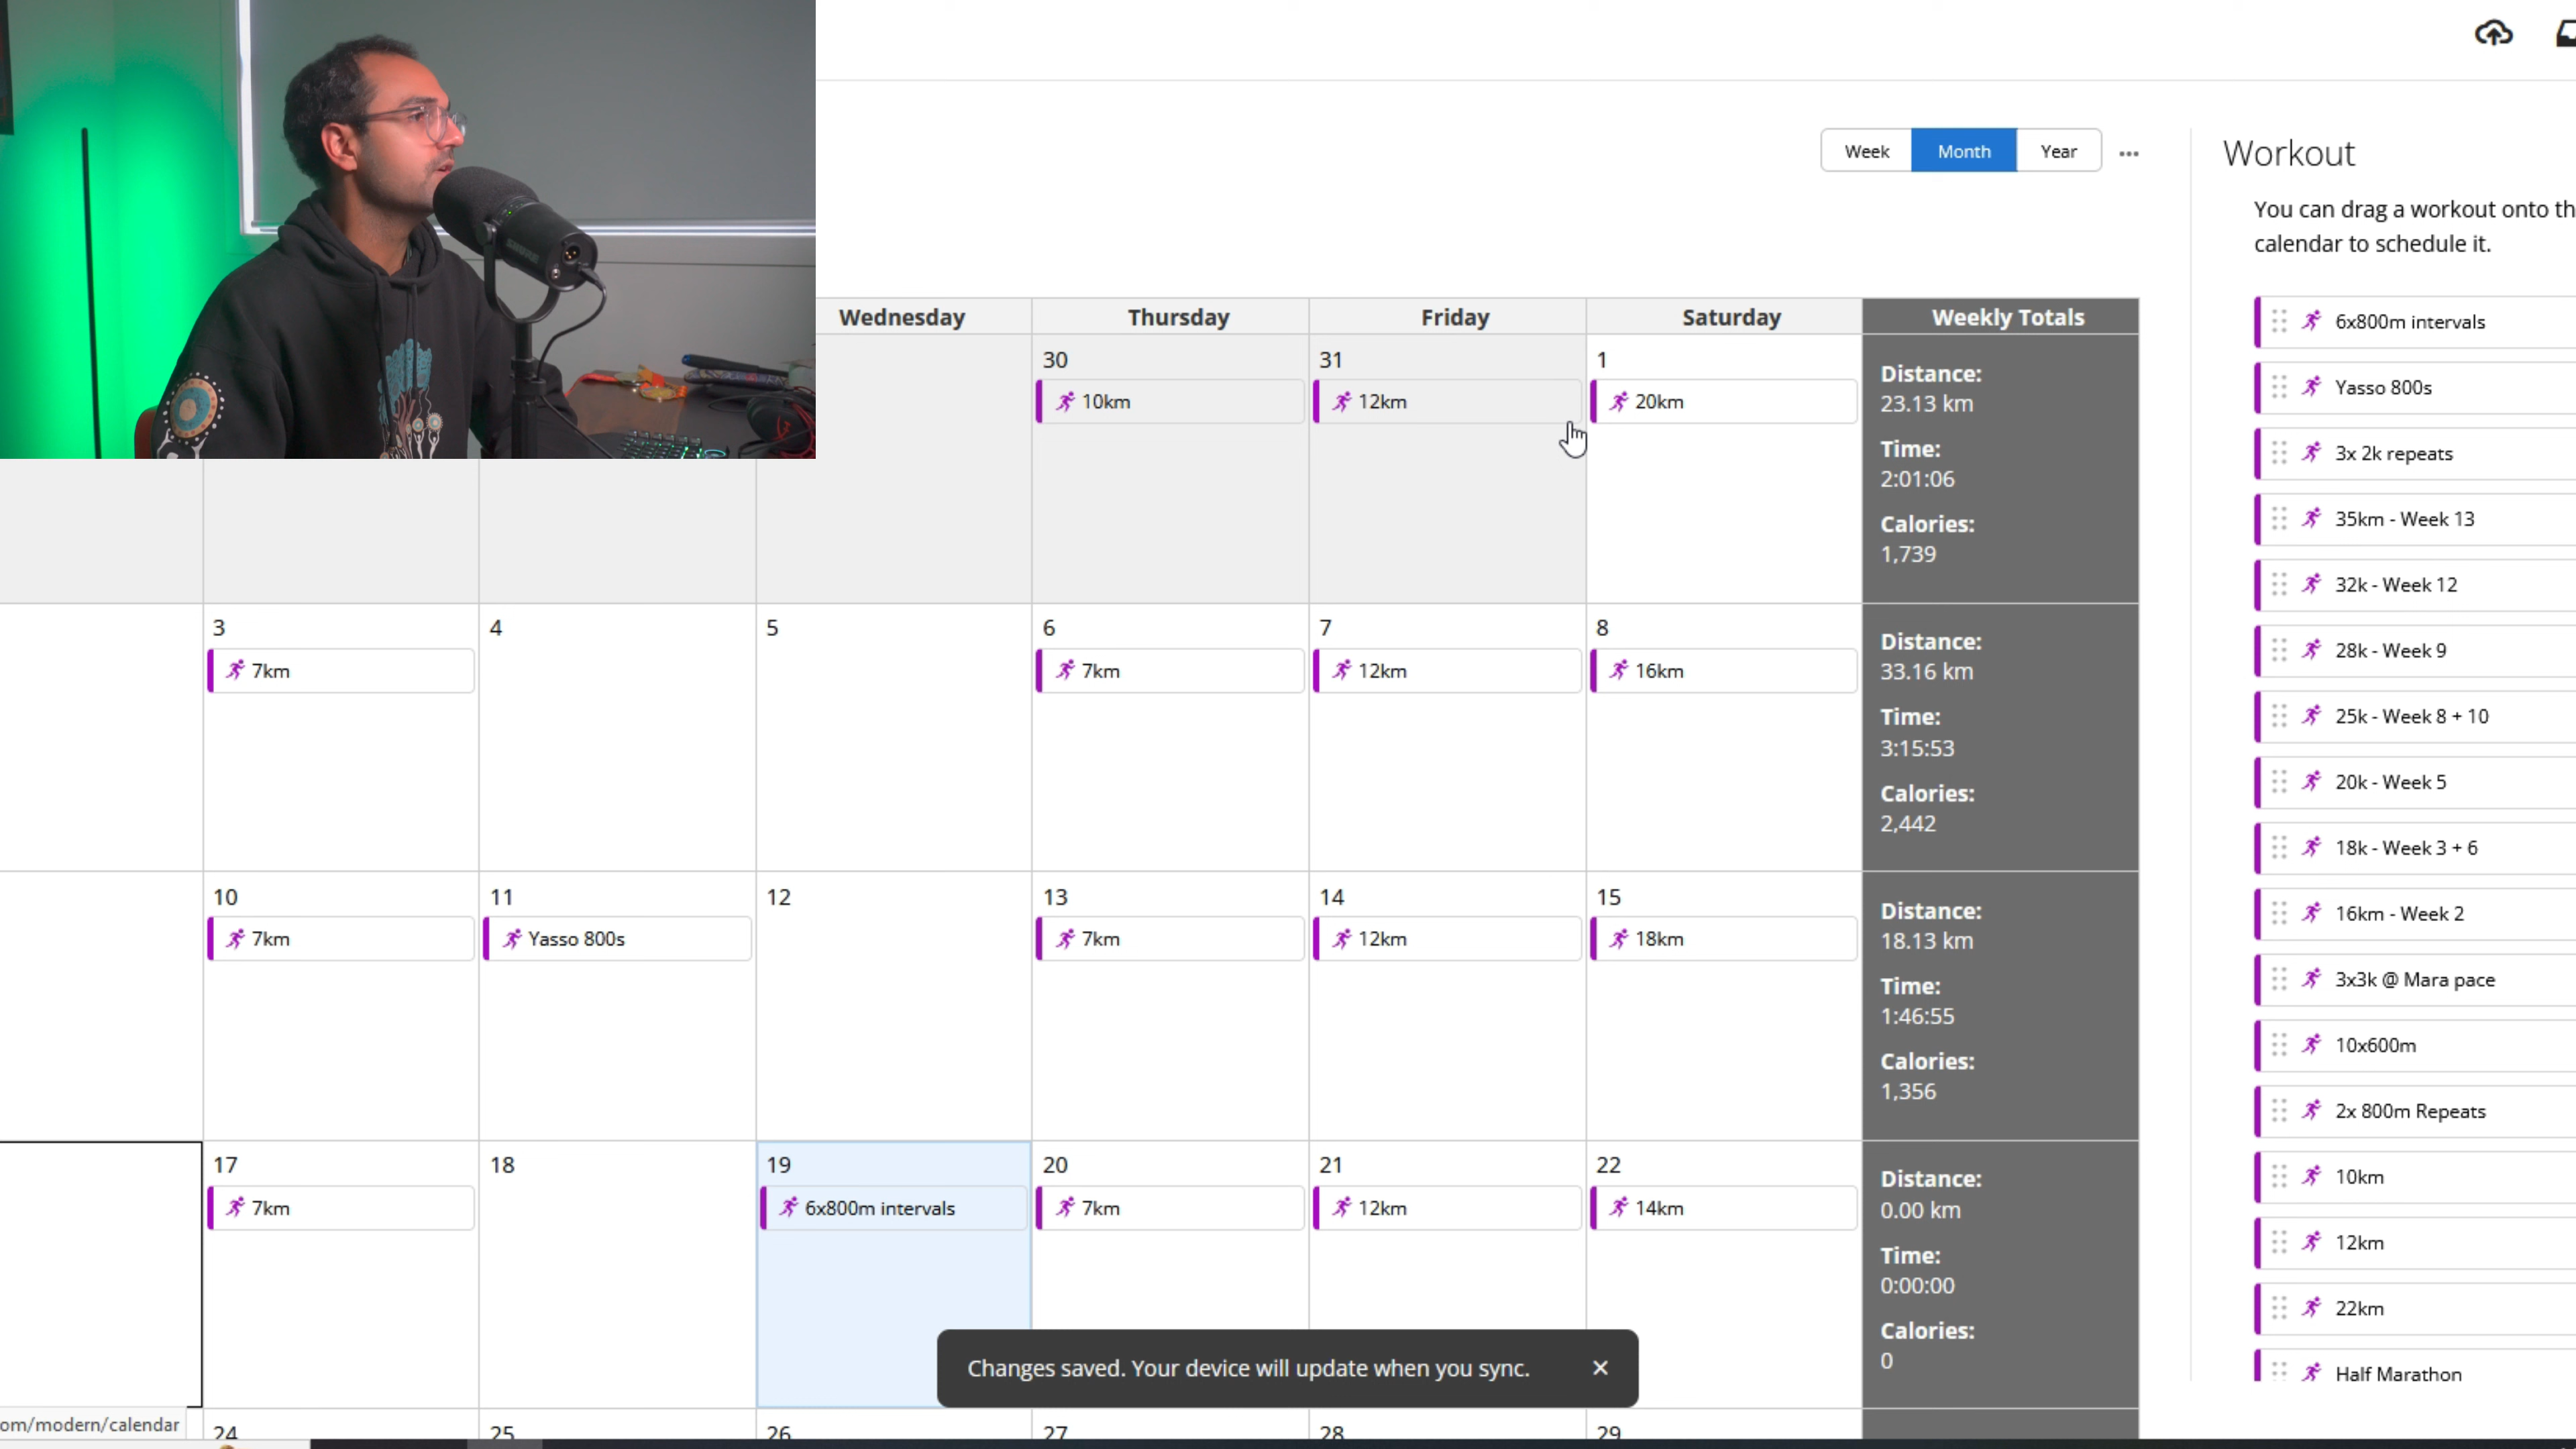 Week
Month
Year
Workout
You can drag a workout onto th
calendar to schedule it.
Wednesday
Thursday
Friday
Saturday
Weekly Totals
30
10km
31
12km
1
20km
Distance:
23.13 km
Time:
2:01:06
Calories:
1,739
3
7km
4
5
6
7km
7
12km
8
16km
Distance:
33.16 km
Time:
3:15:53
Calories:
2,442
10
7km
11
Yasso 800s
12
13
7km
14
12km
15
18km
Distance:
18.13 km
Time:
1:46:55
Calories:
1,356
17
7km
18
19
6x800m intervals
20
7km
21
12km
22
14km
Distance:
0.00 km
Time:
0:00:00
Calories:
0
Changes saved. Your device will update when you sync.
om/modern/calendar
24
25
26
27
28
29
6x800m intervals
Yasso 800s
3x 2k repeats
35km - Week 13
32k - Week 12
28k - Week 9
25k - Week 8 + 10
20k - Week 5
18k - Week 3 + 6
16km - Week 2
3x3k @ Mara pace
10x600m
2x 800m Repeats
10km
12km
22km
Half Marathon